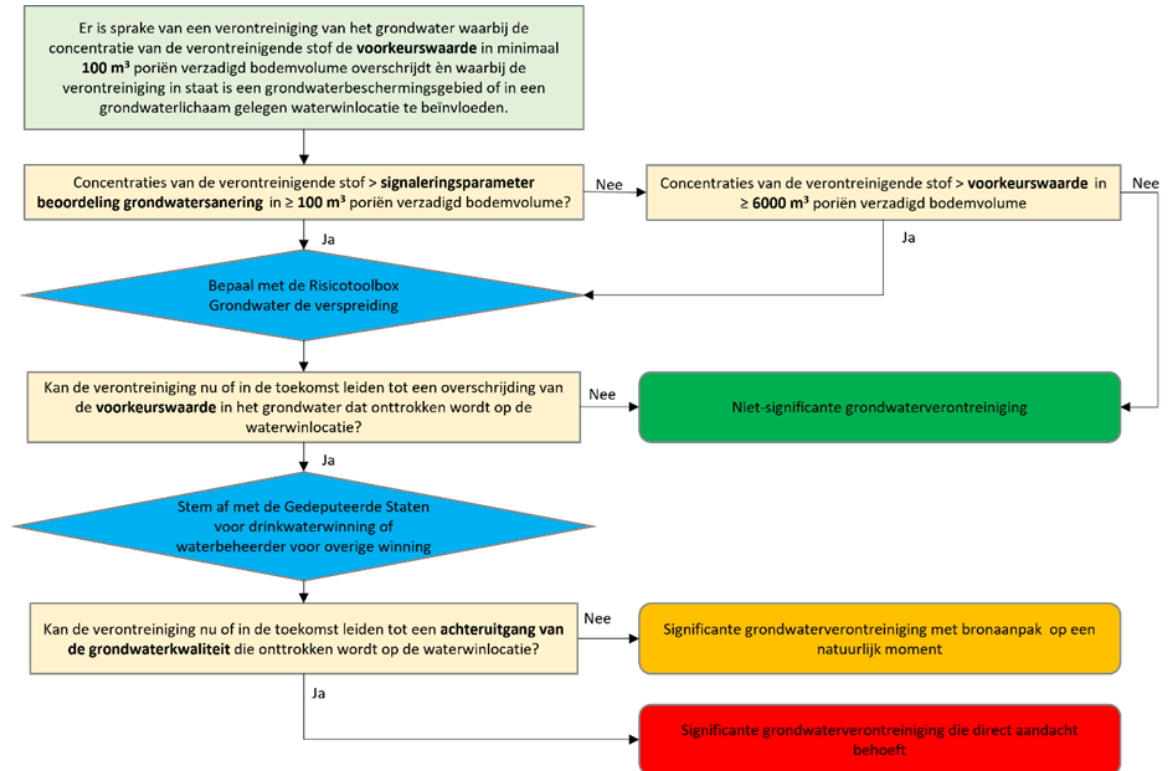 Er is sprake van een verontreiniging van het grondwater waarbij de
concentratie van de verontreinigende stof de voorkeurswaarde in minimaal
100 m³ poriën verzadigd bodemvolume overschrijdt èn waarbij de
verontreiniging in staat is een grondwaterbeschermingsgebied of in een
grondwaterlichaam gelegen waterwinlocatie te beïnvloeden.
Concentraties van de verontreinigende stof > signaleringsparameter
beoordeling grondwatersanering in ≥ 100 m³ poriën verzadigd bodemvolume?
Nee
Concentraties van de verontreinigende stof > voorkeurswaarde in
≥ 6000 m³ poriën verzadigd bodemvolume
Nee
Ja
Ja
Bepaal met de Risicotoolbox
Grondwater de verspreiding
Kan de verontreiniging nu of in de toekomst leiden tot een overschrijding van
de voorkeurswaarde in het grondwater dat onttrokken wordt op de
waterwinlocatie?
Nee
Niet-significante grondwaterverontreiniging
Ja
Stem af met de Gedeputeerde Staten
voor drinkwaterwinning of
waterbeheerder voor overige winning
Kan de verontreiniging nu of in de toekomst leiden tot een achteruitgang van
de grondwaterkwaliteit die onttrokken wordt op de waterwinlocatie?
Nee
Significante grondwaterverontreiniging met bronaanpak op een
natuurlijk moment
Ja
Significante grondwaterverontreiniging die direct aandacht
behoeft